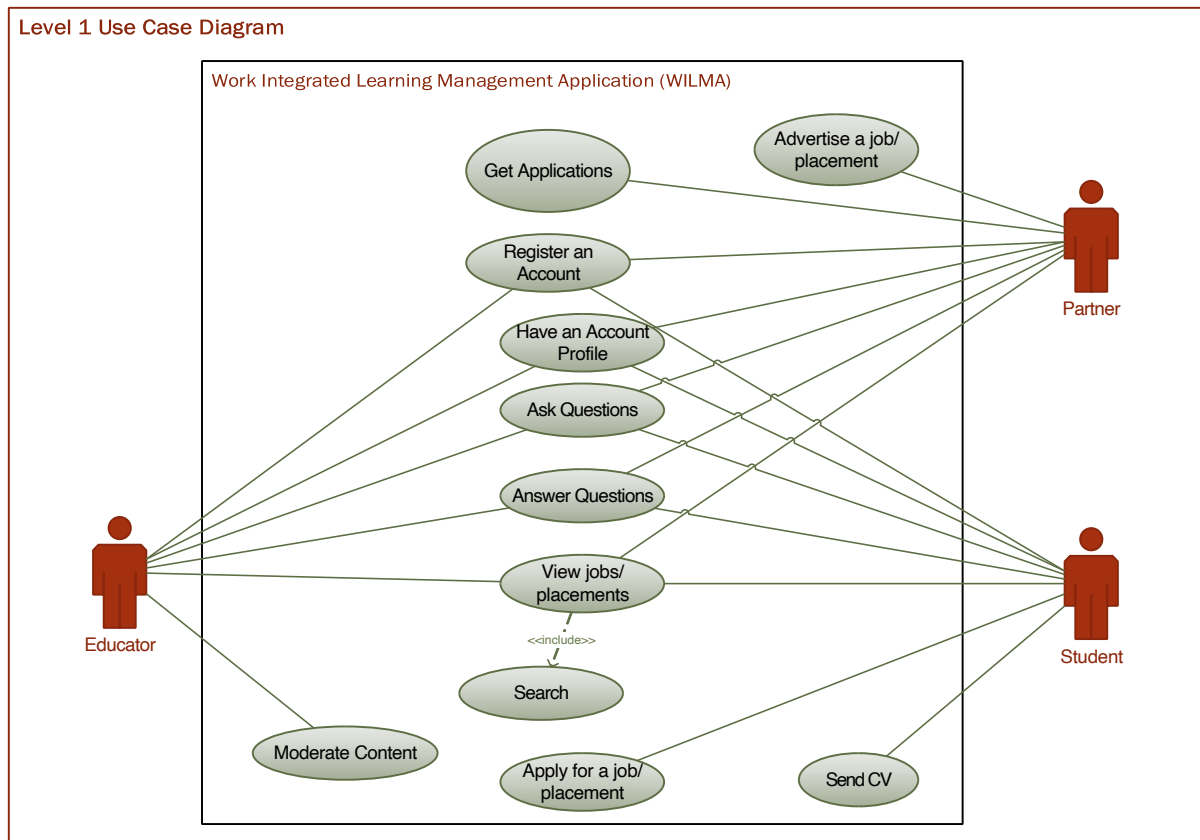 Level 1 Use Case Diagram
Work Integrated Learning Management Application (WILMA)
Advertise a job/
placement
Get Applications
Register an
Account
Partner
Have an Account
Profile
Ask Questions
Answer Questions
View jobs/
placements
Educator
<<include>>
Student
Search
Moderate Content
Apply for a job/
placement
Send CV